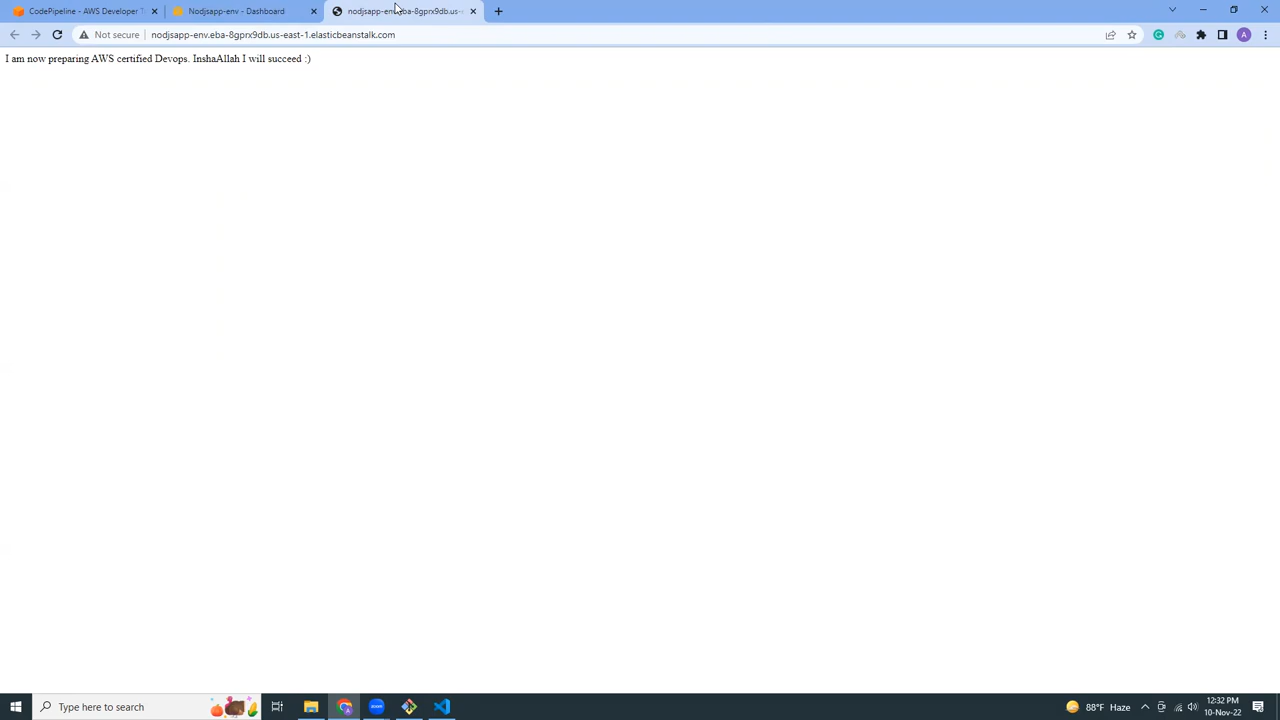 CodePipeline - AWS Developer T
Nodjsapp-env - Dashboard
nodjsapp-env.eba-8gprx9db.us-
Not secure
nodjsapp-env.eba-8gprx9db.us-east-1.elasticbeanstalk.com
A
I am now preparing AWS certified Devops. InshaAllah I will succeed :)
Type here to search
zoom
88°F Haze
12:32 PM
10-Nov-22